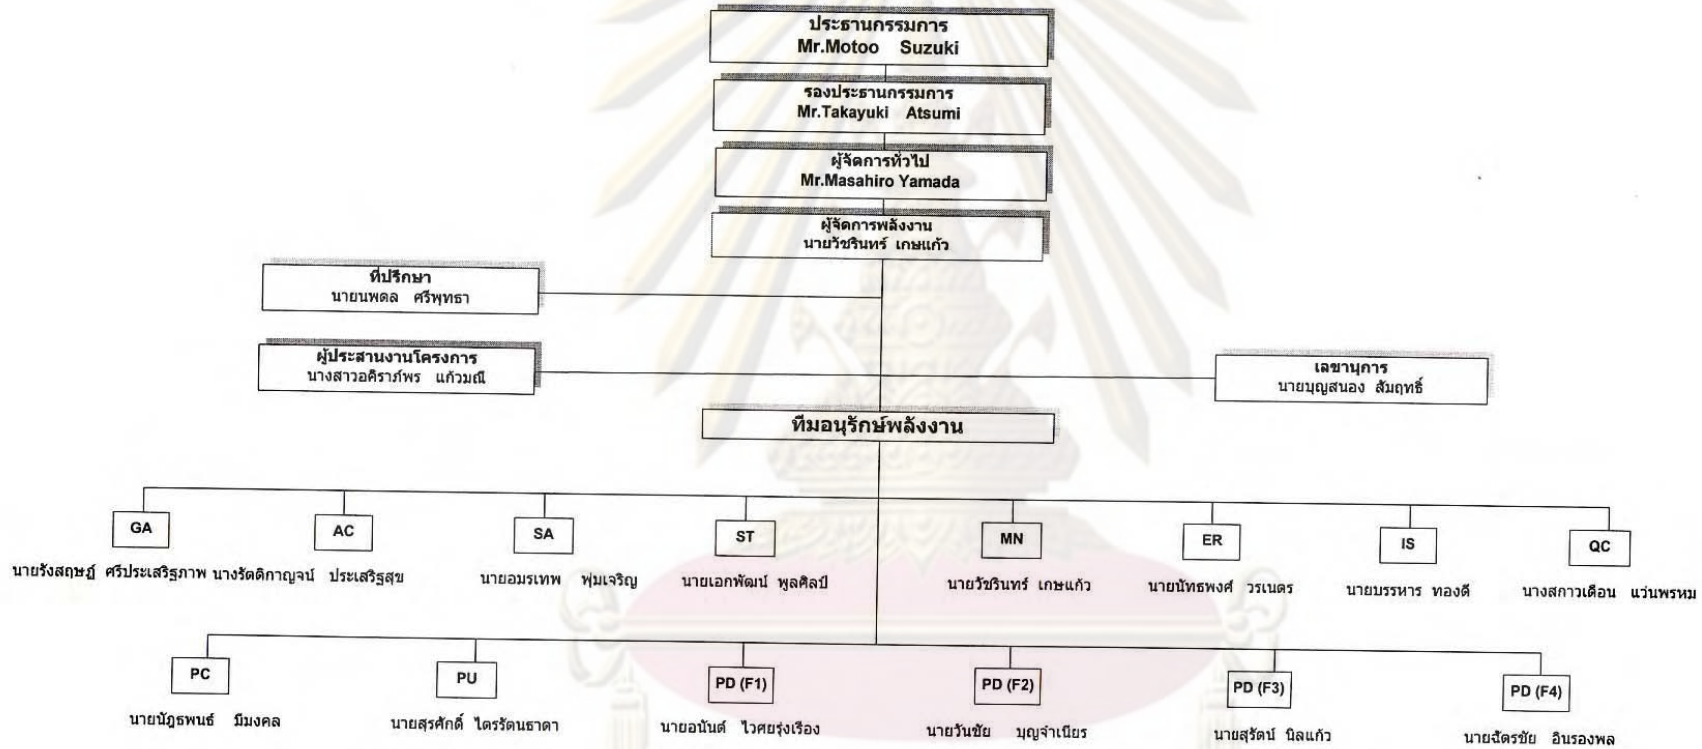 ประธานกรรมการ
Mr.Motoo Suzuki
รองประธานกรรมการ
Mr.Takayuki Atsumi
ผู้จัดการทั่วไป
Mr.Masahiro Yamada
ผู้จัดการพลังงาน
นายวัชรินทร์ เกษแก้ว
ที่ปรึกษา
นายนพดล ศรีพุทธา
ผู้ประสานงานโครงการ
นางสาวอคิราภ์พร แก้วมณี
เลขานุการ
นายบุญสนอง สัมฤทธิ์
ทีมอนุรักษ์พลังงาน
GA AC SA ST MN ER IS QC
นายรังสฤษฎ์ ศรีประเสริฐภาพ นางรัตติกาญจน์ ประเสริฐสุข นายอมรเทพ พุ่มเจริญ นายเอกพัฒน์ พูลศิลป์ นายวัชรินทร์ เกษแก้ว นายนัทธพงศ์ วรเนตร นายบรรหาร ทองดี นางสกาวเดือน แว่นพรหม
PC PU PD (F1) PD (F2) PD (F3) PD (F4)
นายนัฎธพนธ์ มีมงคล นายสุรศักดิ์ ไตรรัตนธาดา นายอนันต์ ไวศยรุ่งเรือง นายวันชัย บุญจำเนียร นายสุรัตน์ นิลแก้ว นายฉัตรชัย อินรองพล